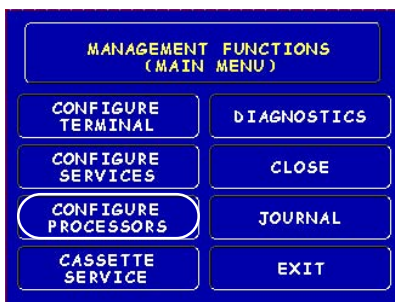 MANAGEMENT FUNCTIONS
(MAIN MENU)
CONFIGURE
TERMINAL
DIAGNOSTICS
CONFIGURE
SERVICES
CLOSE
CONFIGURE
PROCESSORS
JOURNAL
CASSETTE
SERVICE
EXIT